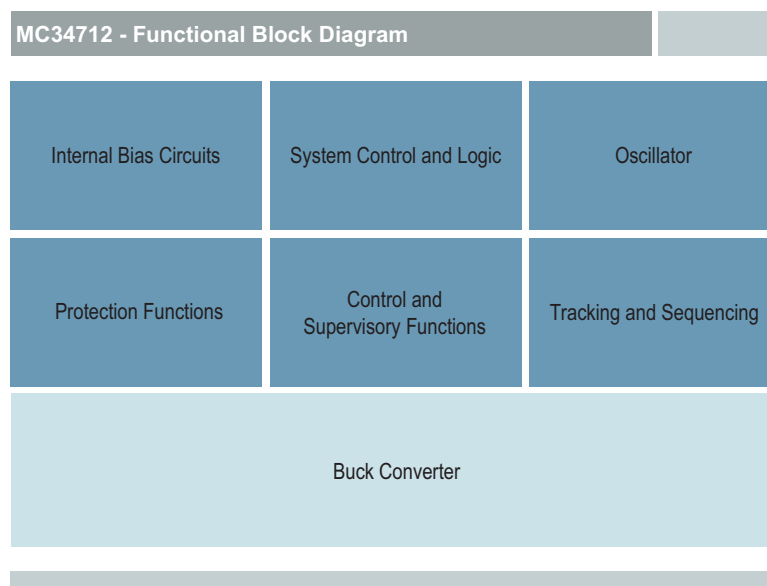 MC34712 - Functional Block Diagram
Internal Bias Circuits
System Control and Logic
Oscillator
Protection Functions
Control and
Supervisory Functions
Tracking and Sequencing
Buck Converter